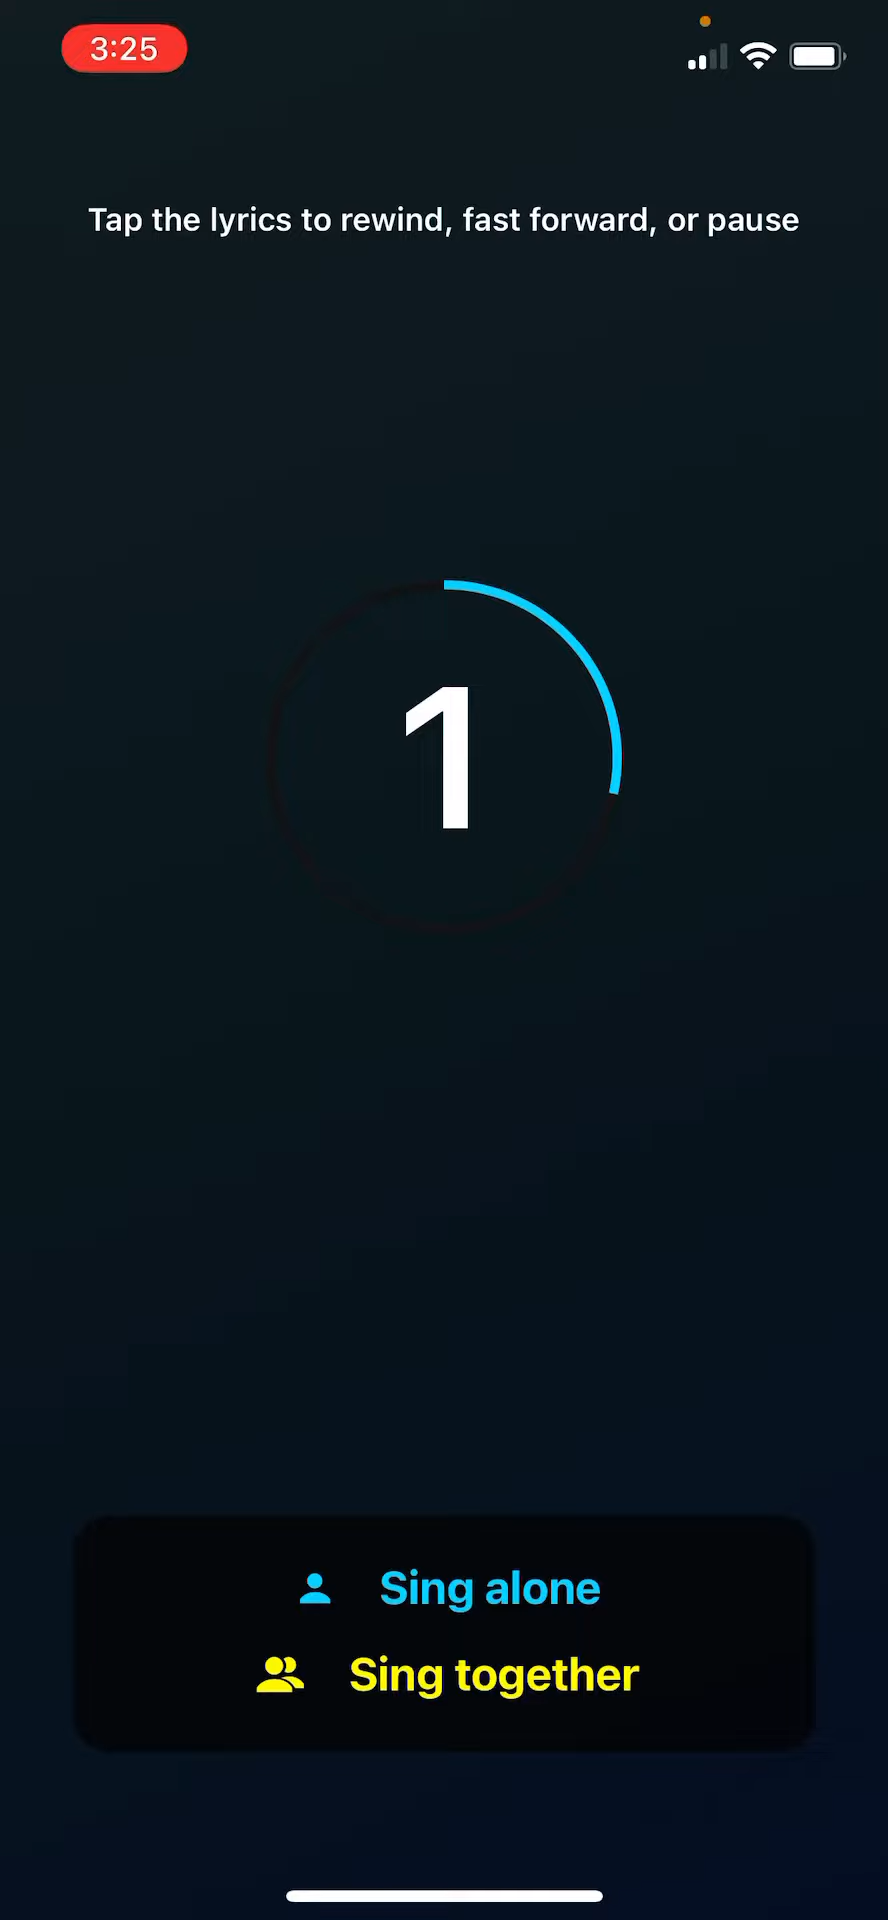 3:25
Tap the lyrics to rewind, fast forward, or pause
1
Sing alone
Sing together